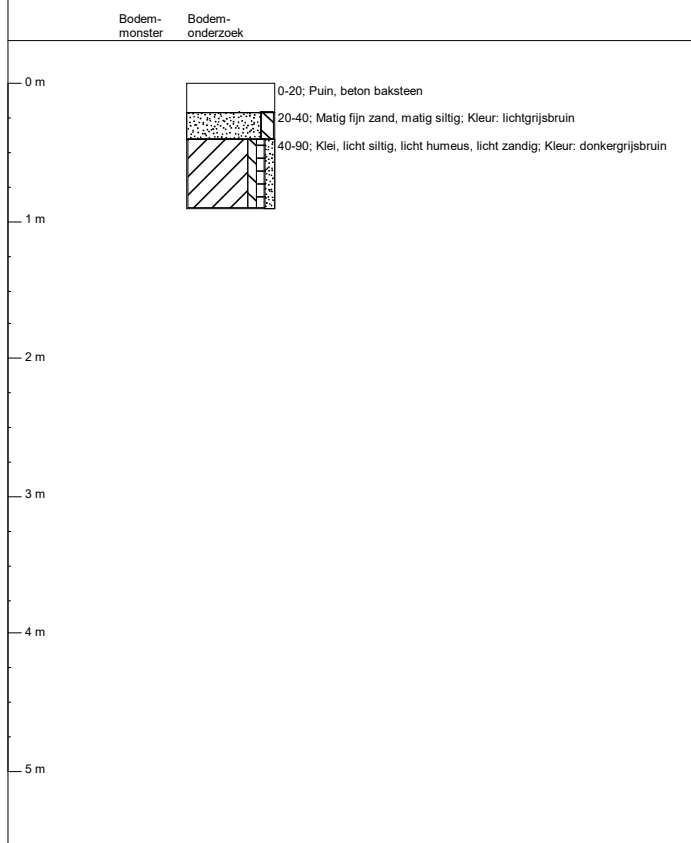 Bodem-
monster
Bodem-
onderzoek
0 m
0-20; Puin, beton baksteen
20-40; Matig fijn zand, matig siltig; Kleur: lichtgrijsbruin
40-90; Klei, licht siltig, licht humeus, licht zandig; Kleur: donkergrijsbruin
1 m
2 m
3 m
4 m
5 m